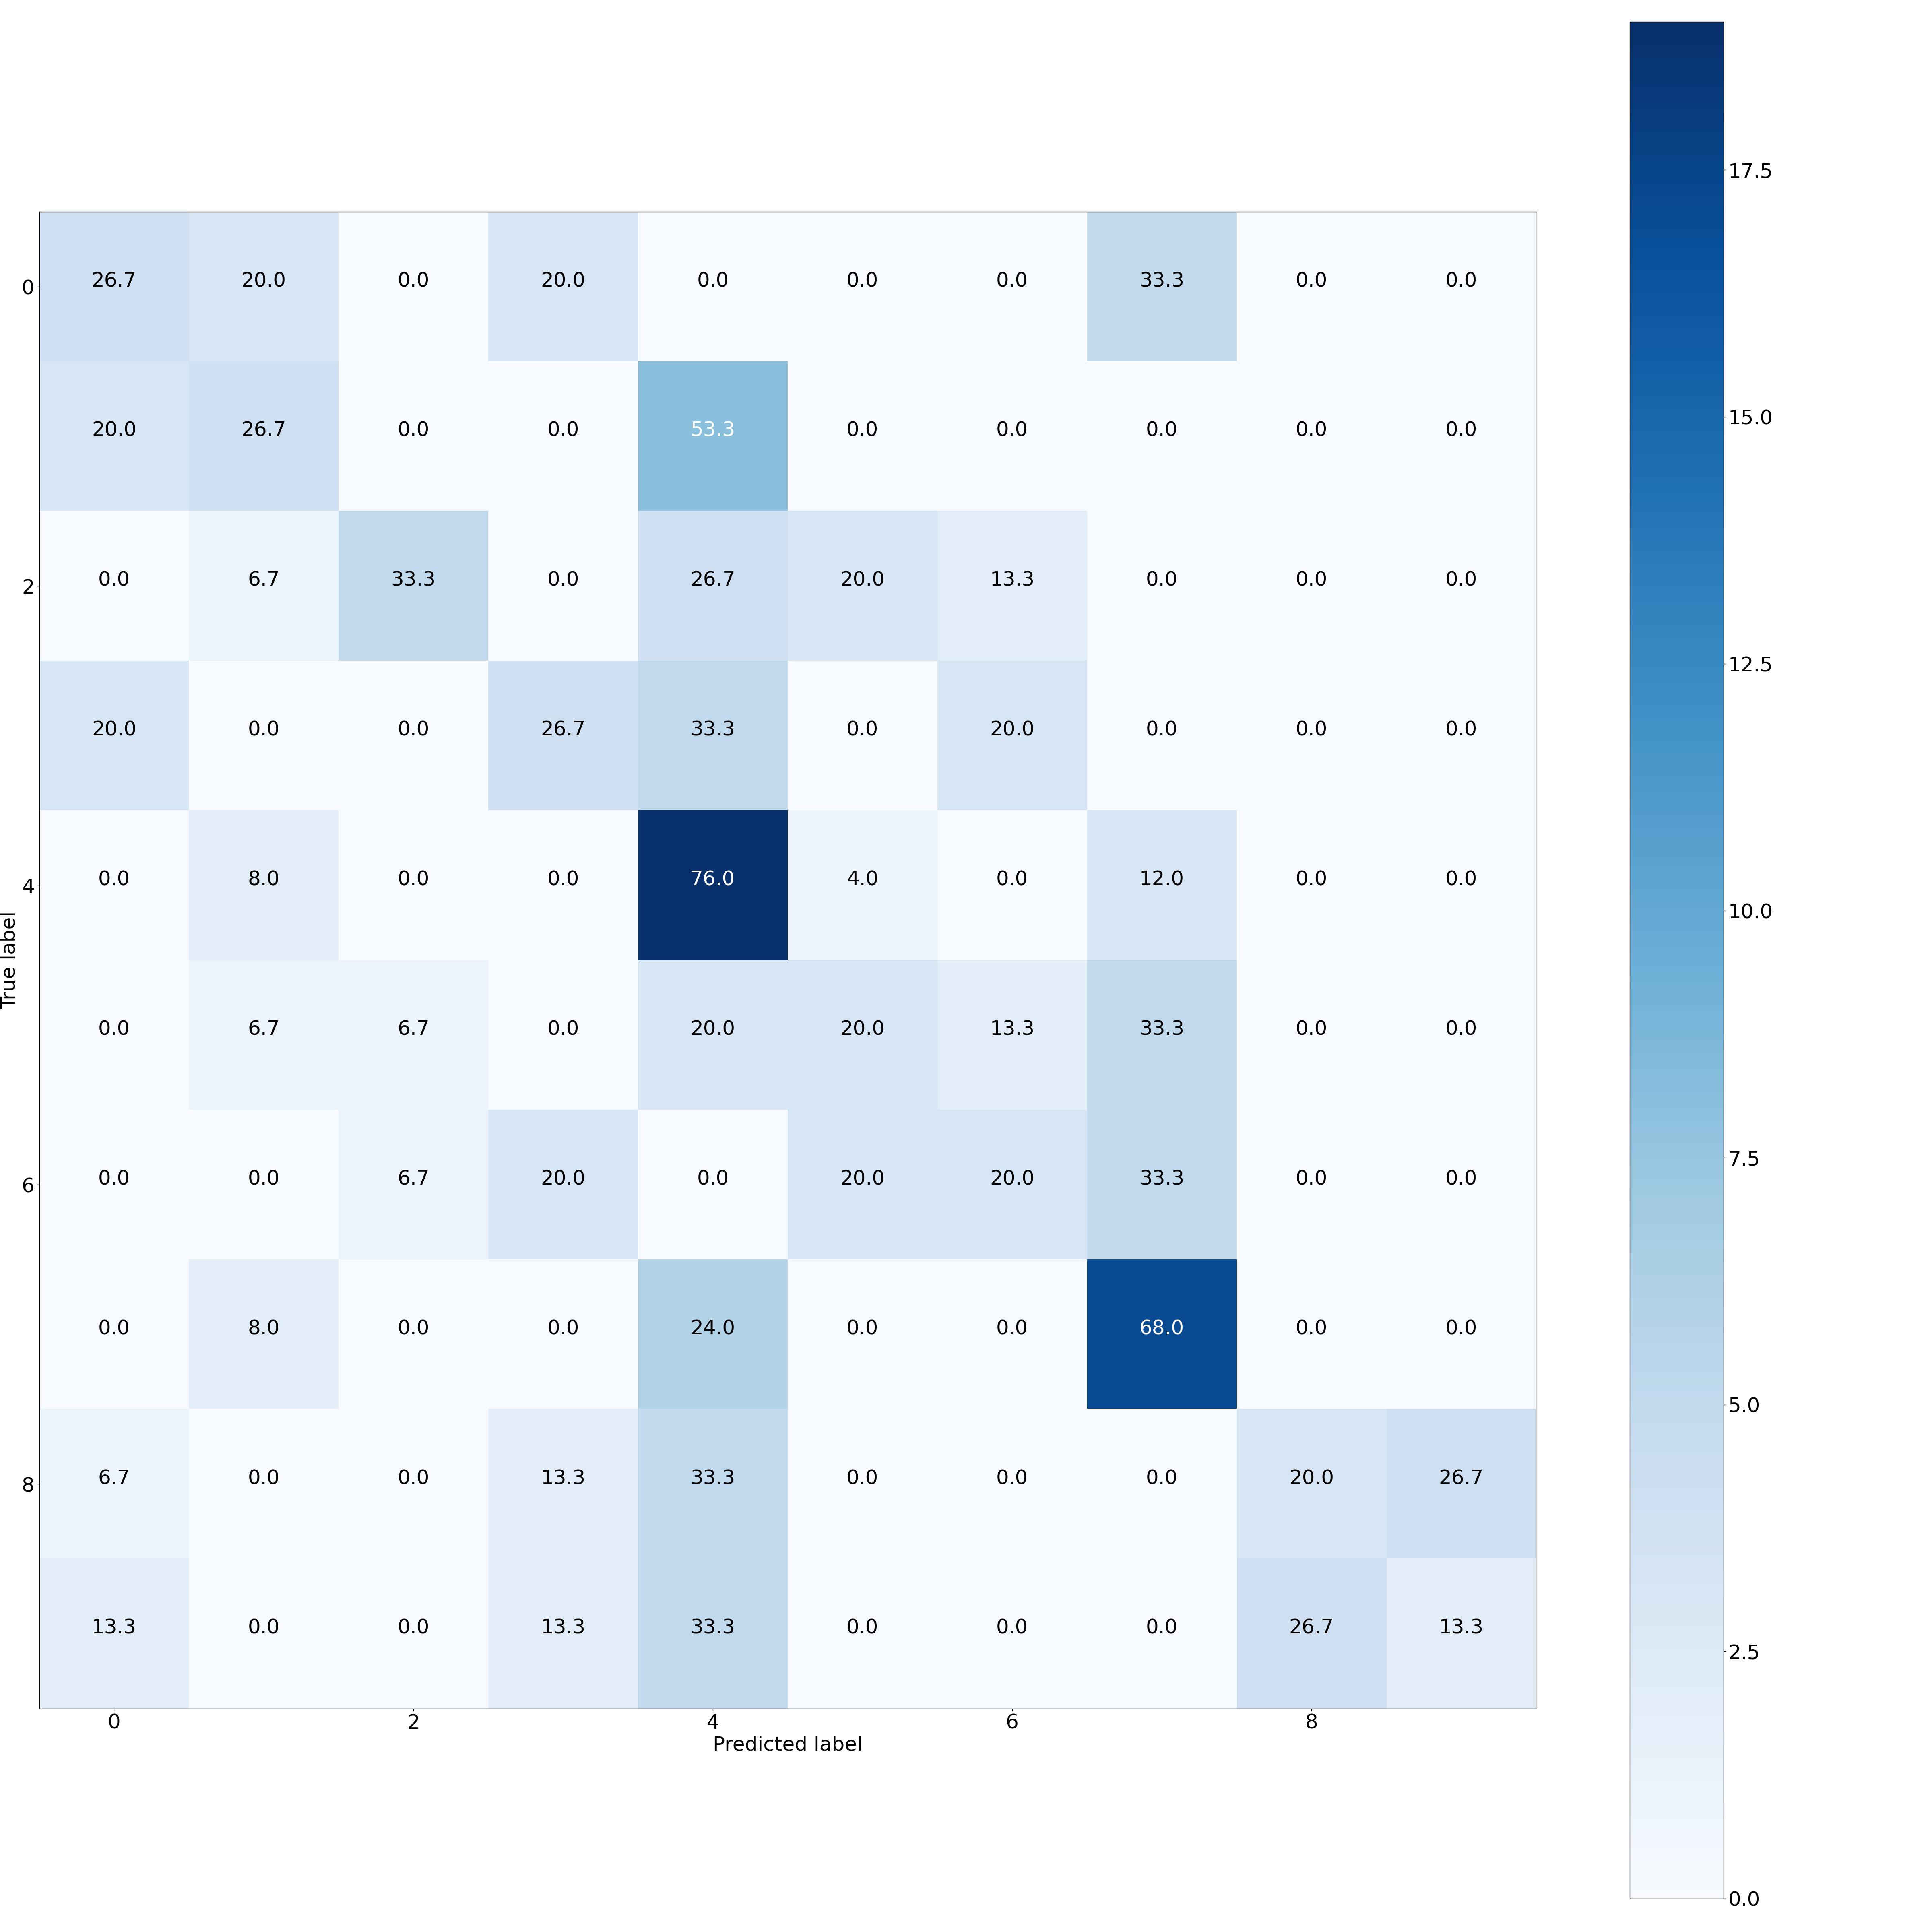 0 26.7 20.0 0.0 20.0 0.0 0.0 0.0 33.3 0.0 0.0
20.0 26.7 0.0 0.0 53.3 0.0 0.0 0.0 0.0 0.0
2 0.0 6.7 33.3 0.0 26.7 20.0 13.3 0.0 0.0 0.0
20.0 0.0 0.0 26.7 33.3 0.0 20.0 0.0 0.0 0.0
4 0.0 8.0 0.0 0.0 76.0 4.0 0.0 12.0 0.0 0.0
True label
0.0 6.7 6.7 0.0 20.0 20.0 13.3 33.3 0.0 0.0
6 0.0 0.0 6.7 20.0 0.0 20.0 20.0 33.3 0.0 0.0
0.0 8.0 0.0 0.0 24.0 0.0 0.0 68.0 0.0 0.0
8 6.7 0.0 0.0 13.3 33.3 0.0 0.0 0.0 20.0 26.7
13.3 0.0 0.0 13.3 33.3 0.0 0.0 0.0 26.7 13.3
0 2 4 6 8
Predicted label
17.5
15.0
12.5
10.0
7.5
5.0
2.5
0.0